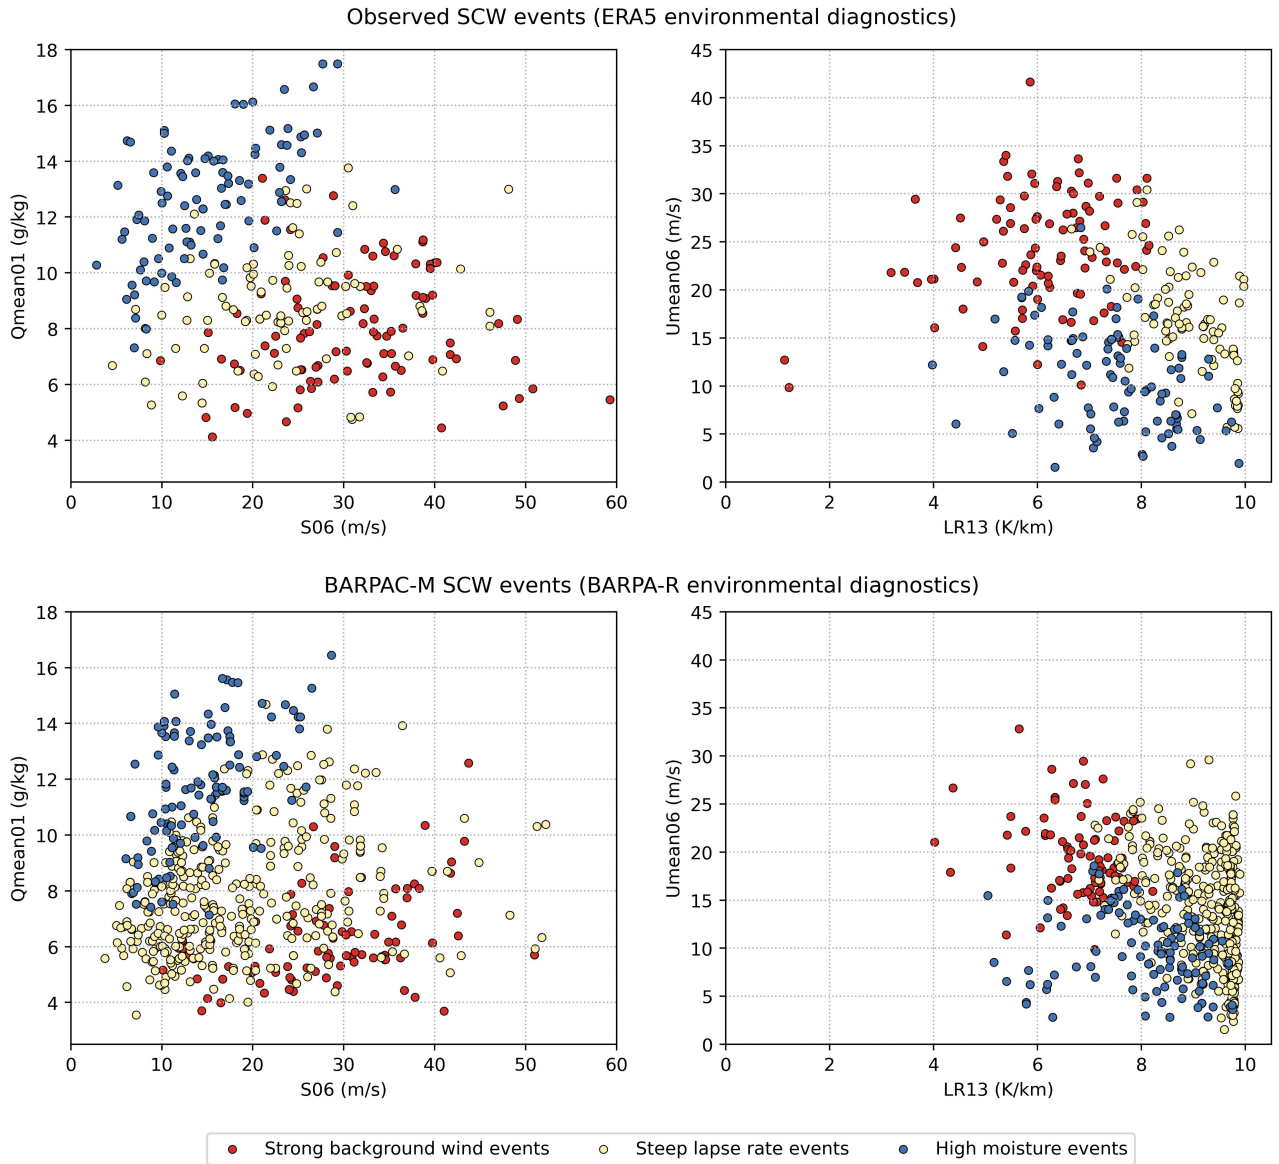 Observed SCW events (ERA5 environmental diagnostics)
18
16
14
12
10
8
6
4
Qmean01 (g/kg)
0 10 20 30 40 50 60
S06 (m/s)
45
40
35
30
25
20
15
10
5
0
Umean06 (m/s)
0 2 4 6 8 10
LR13 (K/km)
BARPAC-M SCW events (BARPA-R environmental diagnostics)
18
16
14
12
10
8
6
4
Qmean01 (g/kg)
0 10 20 30 40 50 60
S06 (m/s)
45
40
35
30
25
20
15
10
5
0
Umean06 (m/s)
0 2 4 6 8 10
LR13 (K/km)
Strong background wind events Steep lapse rate events High moisture events